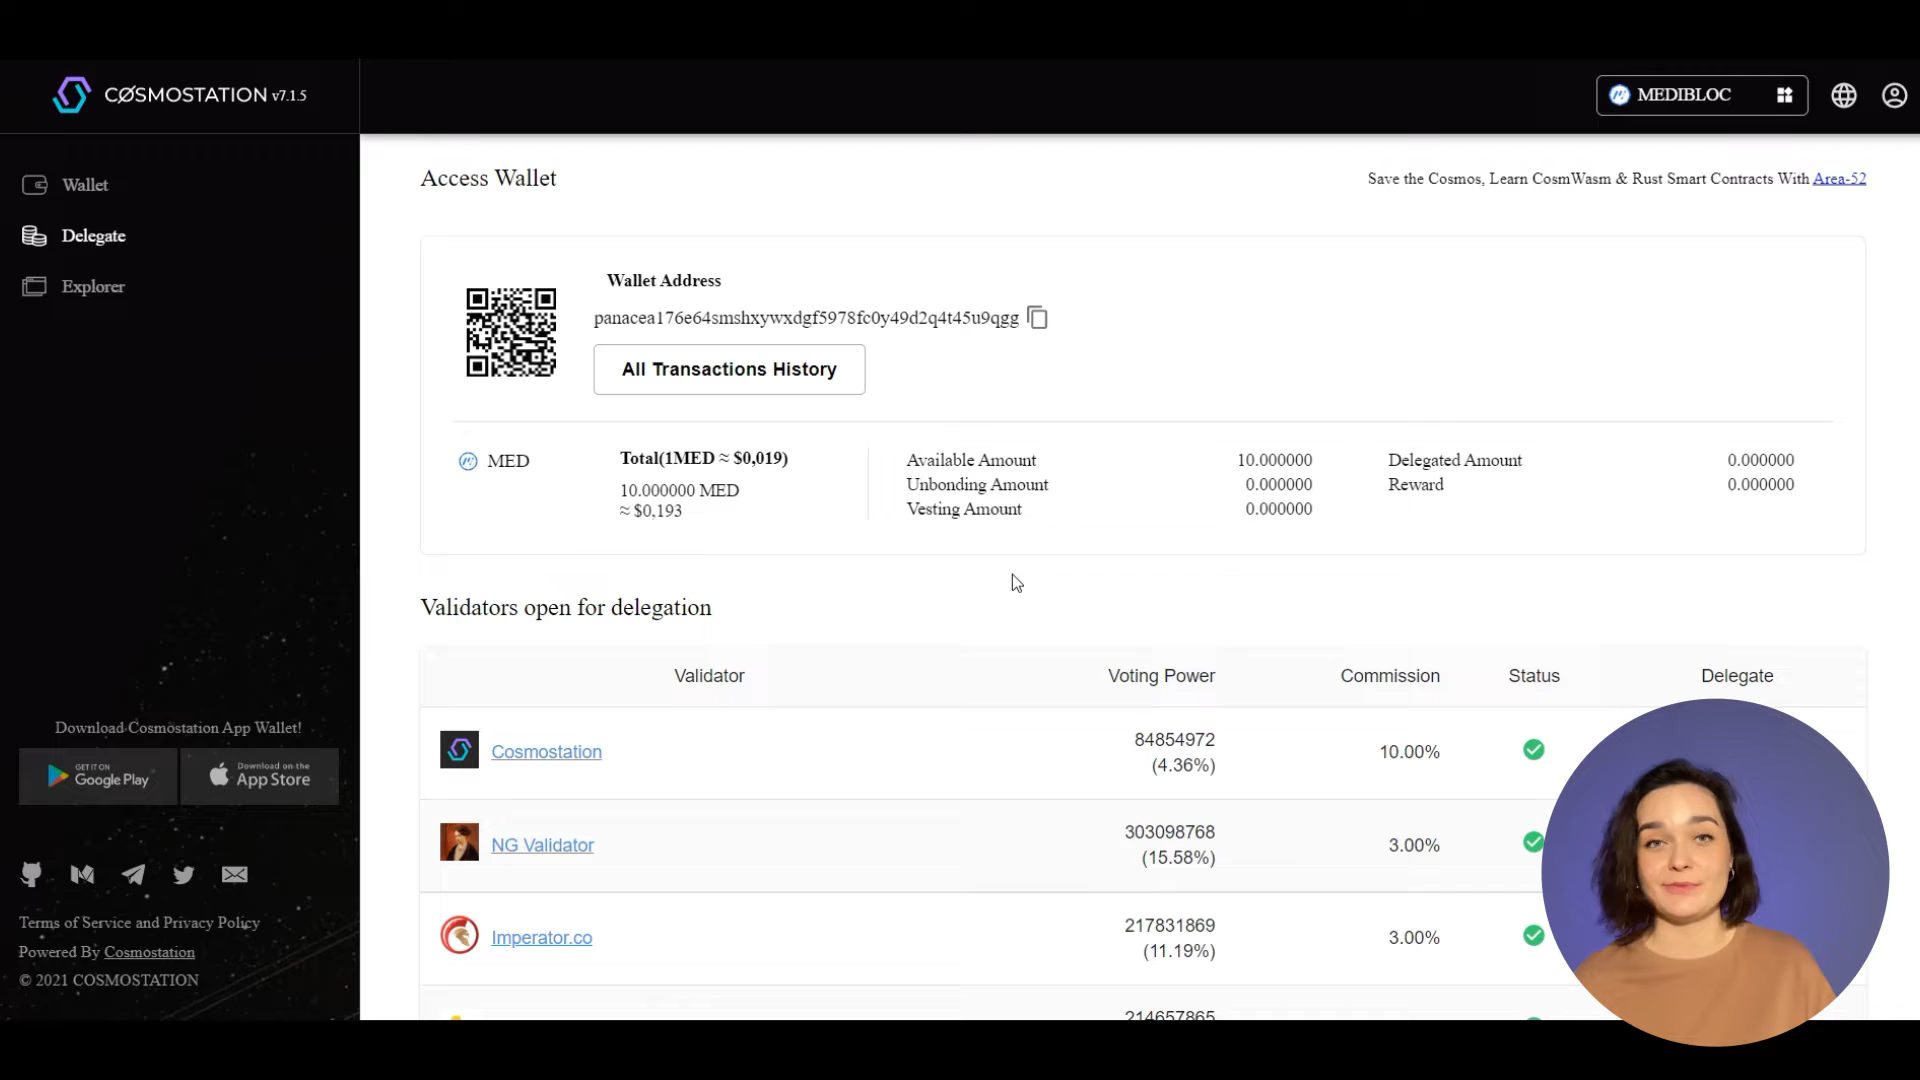 CØSMOSTATION v7.1.5
MEDIBLOC
Wallet
Delegate
Explorer
Download Cosmostation App Wallet!
GET IT ON
Google Play
Download on the
App Store
Terms of Service and Privacy Policy
Powered By Cosmostation
© 2021 COSMOSTATION
Access Wallet
Save the Cosmos, Learn CosmWasm & Rust Smart Contracts With Area-52
Wallet Address
panacea176e64smshxywxdgf5978fc0y49d2q4t45u9qgg
All Transactions History
MED
Total(1MED ≈ $0,019)
10.000000 MED
≈ $0,193
Available Amount 10.000000
Unbonding Amount 0.000000
Vesting Amount 0.000000
Delegated Amount 0.000000
Reward 0.000000
Validators open for delegation
Validator Voting Power Commission Status Delegate
Cosmostation 84854972 (4.36%) 10.00%
NG Validator 303098768 (15.58%) 3.00%
Imperator.co 217831869 (11.19%) 3.00%
214657865